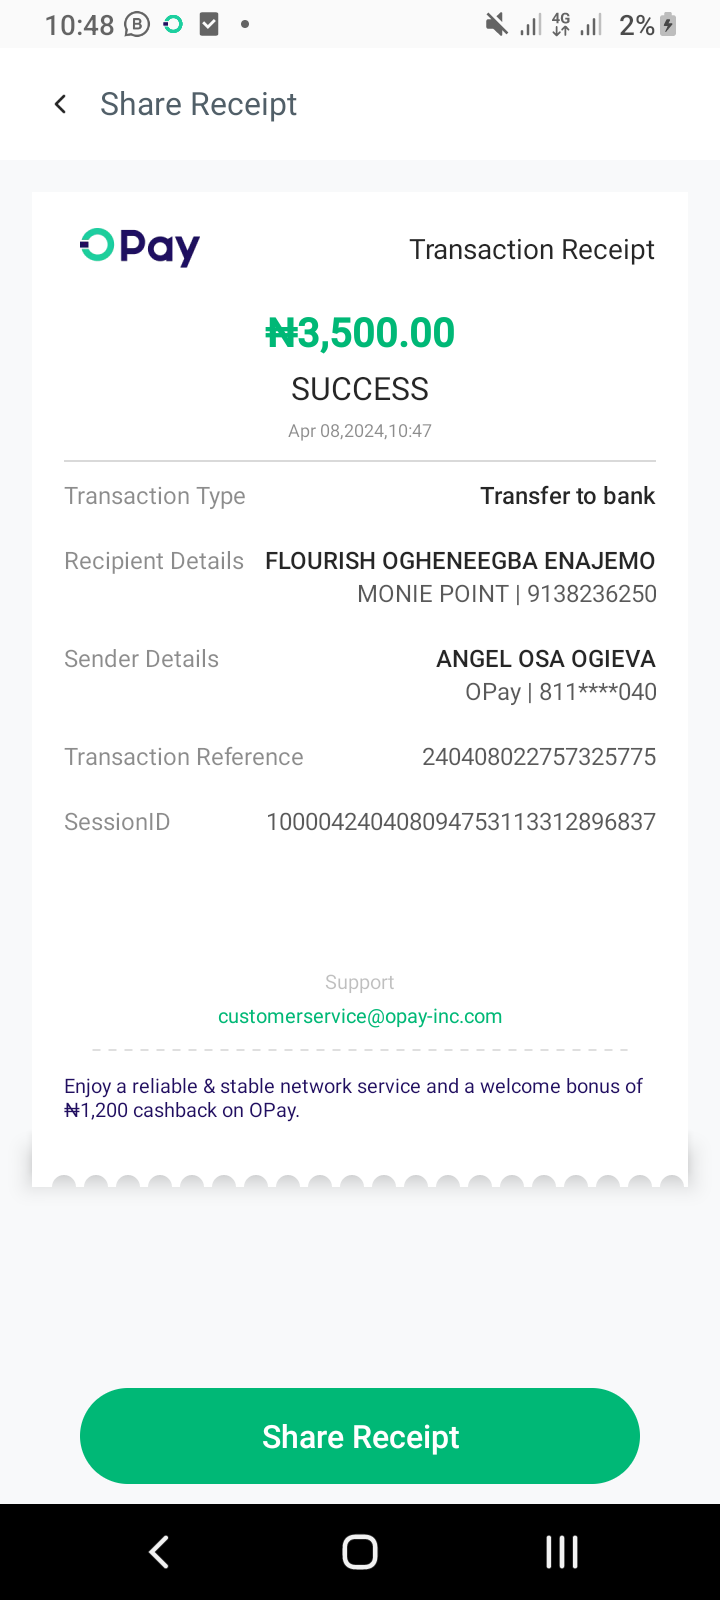 10:48
4G
2%
Share Receipt
OPay
Transaction Receipt
₦3,500.00
SUCCESS
Apr 08,2024,10:47
Transaction Type Transfer to bank
Recipient Details FLOURISH OGHENEEGBA ENAJEMO
MONIE POINT | 9138236250
Sender Details ANGEL OSA OGIEVA
OPay | 811****040
Transaction Reference 240408022757325775
SessionID 100004240408094753113312896837
Support
customerservice@opay-inc.com
Enjoy a reliable & stable network service and a welcome bonus of
₦1,200 cashback on OPay.
Share Receipt